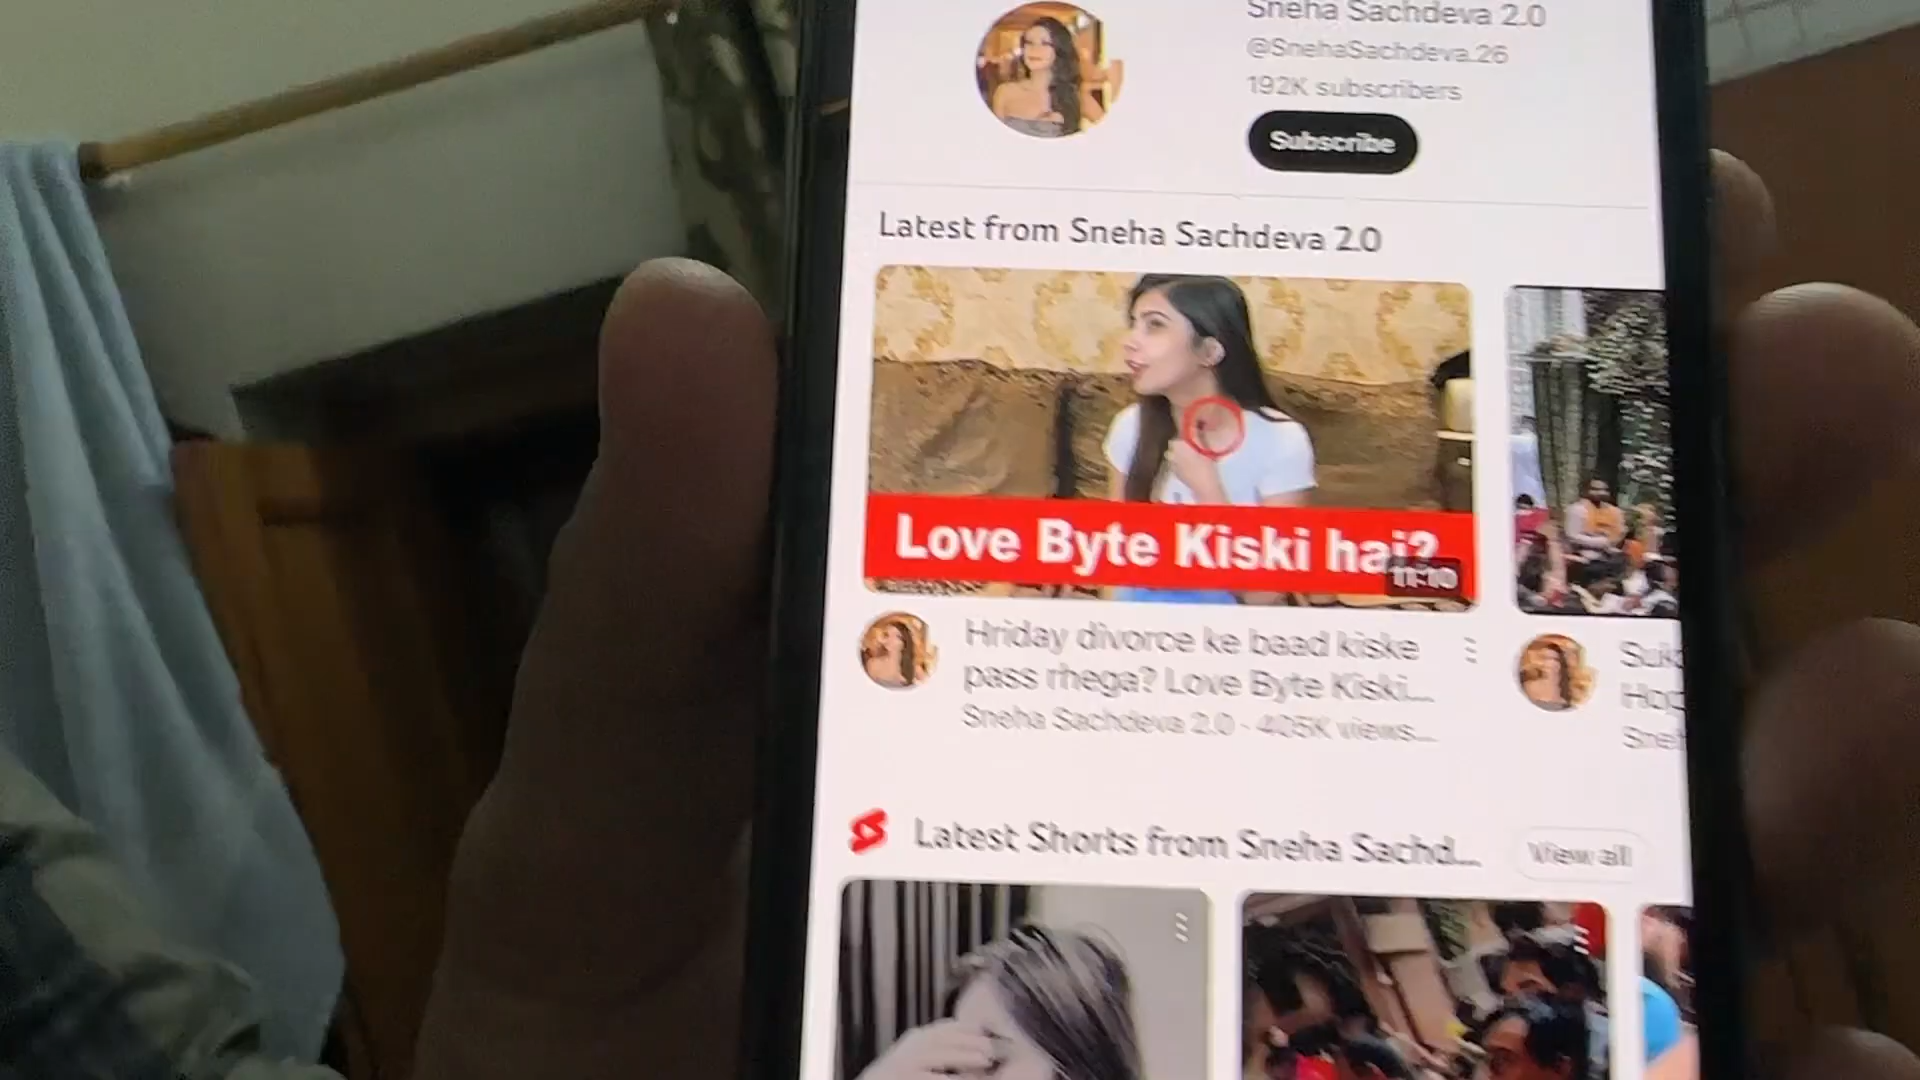 Sneha Sachdeva 2.0
@SnehaSachdeva.26
192K subscribers
Subscribe
Latest from Sneha Sachdeva 2.0
Love Byte Kiski hai?
11:10
Hriday divorce ke baad kiske
pass rhega? Love Byte Kiski...
Sneha Sachdeva 2.0 - 405K views...
Latest Shorts from Sneha Sachd...
View all